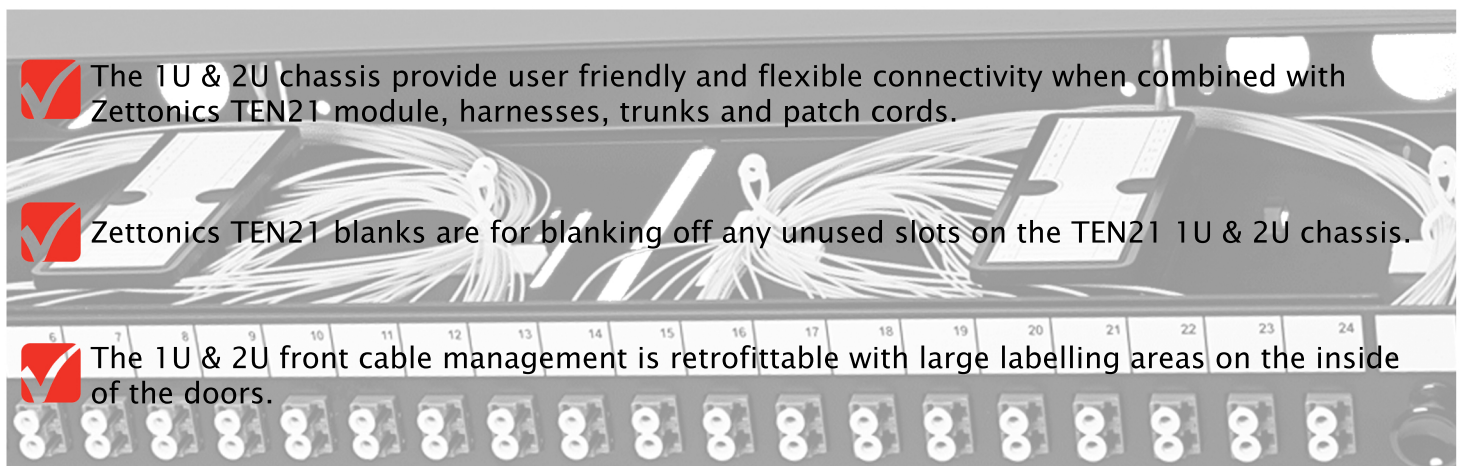 The 1U & 2U chassis provide user friendly and flexible connectivity when combined with
Zettonics TEN21 module, harnesses, trunks and patch cords.
Zettonics TEN21 blanks are for blanking off any unused slots on the TEN21 1U & 2U chassis.
6 7 8 9 10 11 12 13 14 15 16 17 18 19 20 21 22 23 24
The 1U & 2U front cable management is retrofittable with large labelling areas on the inside
of the doors.